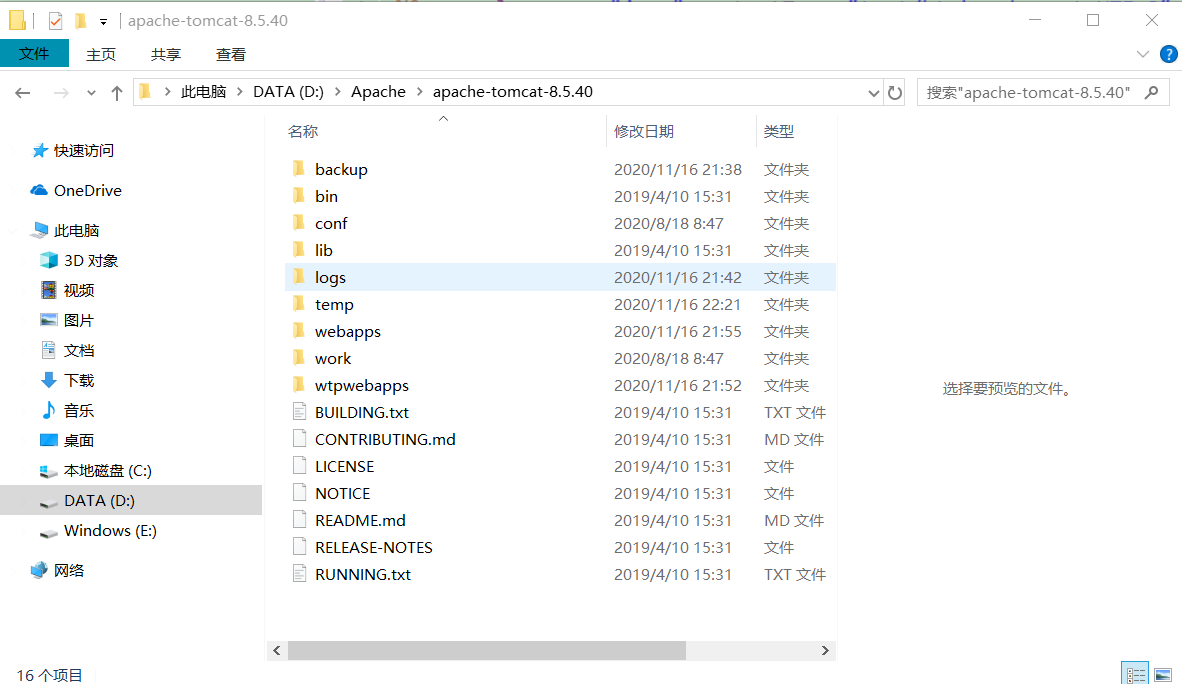 apache-tomcat-8.5.40
文件 主页 共享 查看
此电脑 > DATA (D:) > Apache > apache-tomcat-8.5.40
搜索"apache-tomcat-8.5.40"
快速访问
OneDrive
此电脑
3D 对象
视频
图片
文档
下载
音乐
桌面
本地磁盘 (C:)
DATA (D:)
Windows (E:)
网络
名称 修改日期 类型
backup 2020/11/16 21:38 文件夹
bin 2019/4/10 15:31 文件夹
conf 2020/8/18 8:47 文件夹
lib 2019/4/10 15:31 文件夹
logs 2020/11/16 21:42 文件夹
temp 2020/11/16 22:21 文件夹
webapps 2020/11/16 21:55 文件夹
work 2020/8/18 8:47 文件夹
wtpwebapps 2020/11/16 21:52 文件夹
BUILDING.txt 2019/4/10 15:31 TXT 文件
CONTRIBUTING.md 2019/4/10 15:31 MD 文件
LICENSE 2019/4/10 15:31 文件
NOTICE 2019/4/10 15:31 文件
README.md 2019/4/10 15:31 MD 文件
RELEASE-NOTES 2019/4/10 15:31 文件
RUNNING.txt 2019/4/10 15:31 TXT 文件
选择要预览的文件。
16 个项目